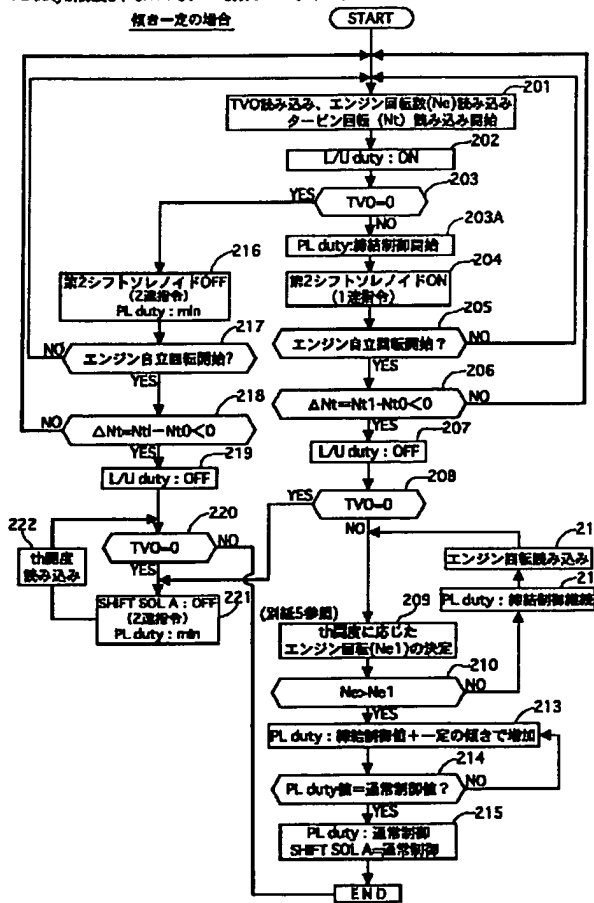 傾き一定の場合
START
201
TVO読み込み、エンジン回転数(Ne)読み込み
タービン回転 (Nt) 読み込み開始
202
L/U duty : ON
203
YES
TVO=0
NO
203A
PL duty:締結制御開始
216
204
第2シフトソレノイドOFF
(2速指令)
PL duty : min
第2シフトソレノイドON
(1速指令)
217
205
NO
エンジン自立回転開始?
エンジン自立回転開始?
NO
YES
YES
218
206
NO
△Nt=Nt1-Nt0<0
△Nt=Nt1-Nt0<0
NO
YES
YES
219
207
L/U duty : OFF
L/U duty : OFF
208
220
YES
TVO=0
222
TVO=0
NO
NO
21
th開度
読み込み
エンジン回転読み込み
YES
21
SHIFT SOL A : OFF
(2速指令)
PL duty : min
221
PL duty : 締結制御継続
(別紙5参照)
209
th開度に応じた
エンジン回転(Ne1)の決定
210
Ne>Ne1
NO
YES
213
PL duty : 締結制御値+一定の傾きで増加
214
PL duty値=通常制御値?
NO
YES
215
PL duty : 通常制御
SHIFT SOL A=通常制御
END